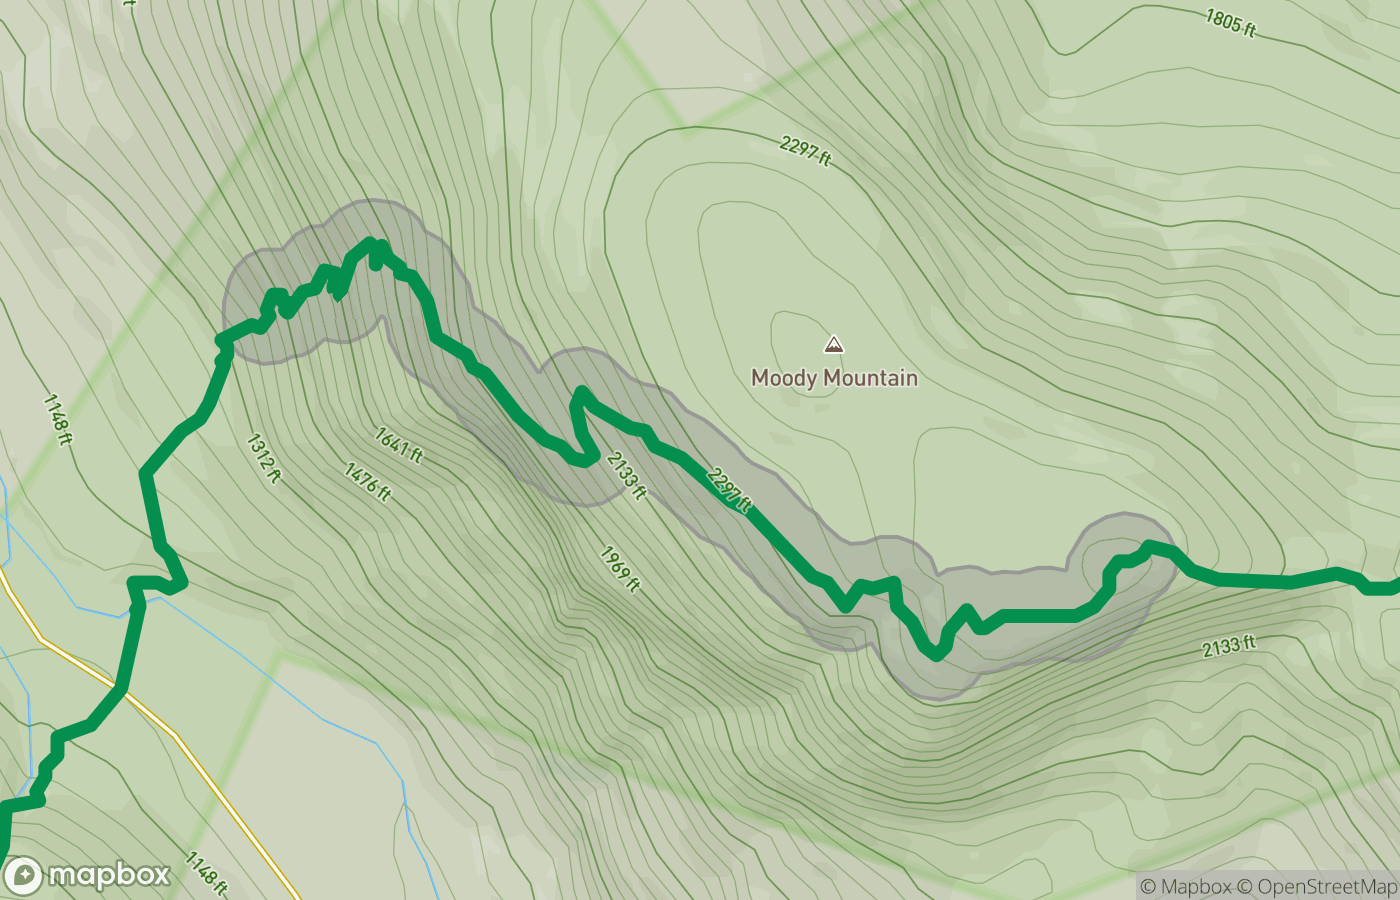 1805 ft
2297 ft
Moody Mountain
1148 ft
1312 ft
1641 ft
1476 ft
2133 ft
2297 ft
1969 ft
2133 ft
1148 ft
mapbox
© Mapbox © OpenStreetMap